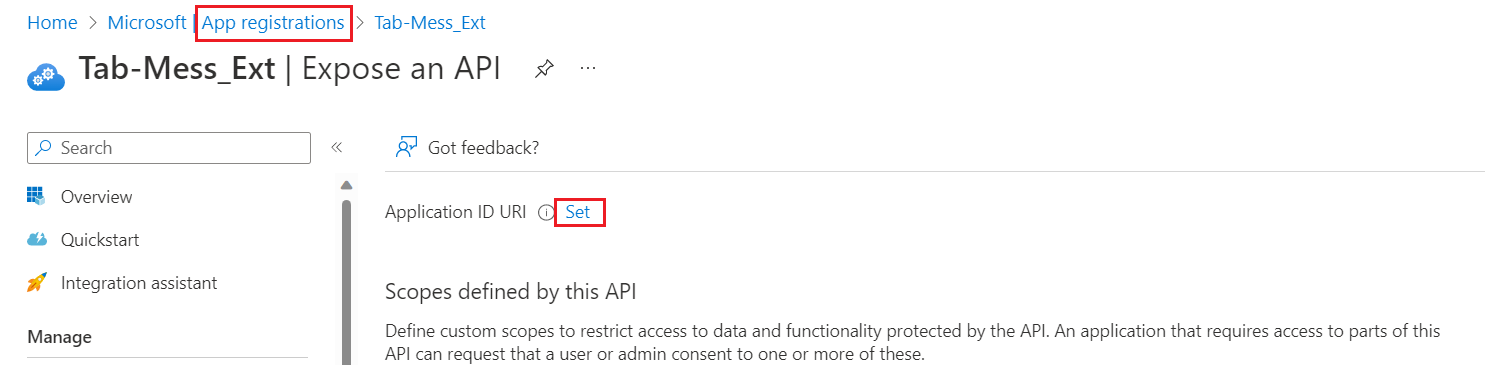 Home > Microsoft | App registrations > Tab-Mess_Ext
Tab-Mess_Ext | Expose an API ...
Search «
Got feedback?
Overview
Application ID URI Set
Quickstart
Integration assistant
Scopes defined by this API
Manage
Define custom scopes to restrict access to data and functionality protected by the API. An application that requires access to parts of this
API can request that a user or admin consent to one or more of these.